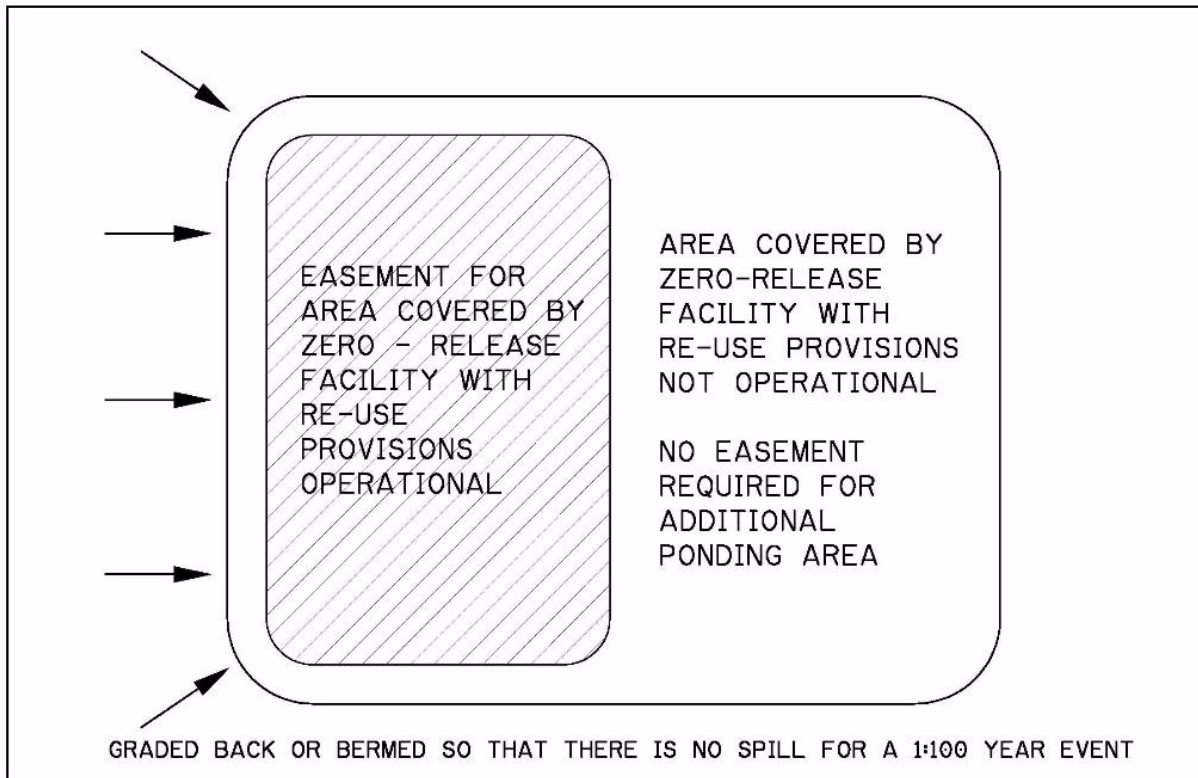 EASEMENT FOR
AREA COVERED BY
ZERO - RELEASE
FACILITY WITH
RE-USE
PROVISIONS
OPERATIONAL
AREA COVERED BY
ZERO-RELEASE
FACILITY WITH
RE-USE PROVISIONS
NOT OPERATIONAL
NO EASEMENT
REQUIRED FOR
ADDITIONAL
PONDING AREA
GRADED BACK OR BERMED SO THAT THERE IS NO SPILL FOR A 1:100 YEAR EVENT